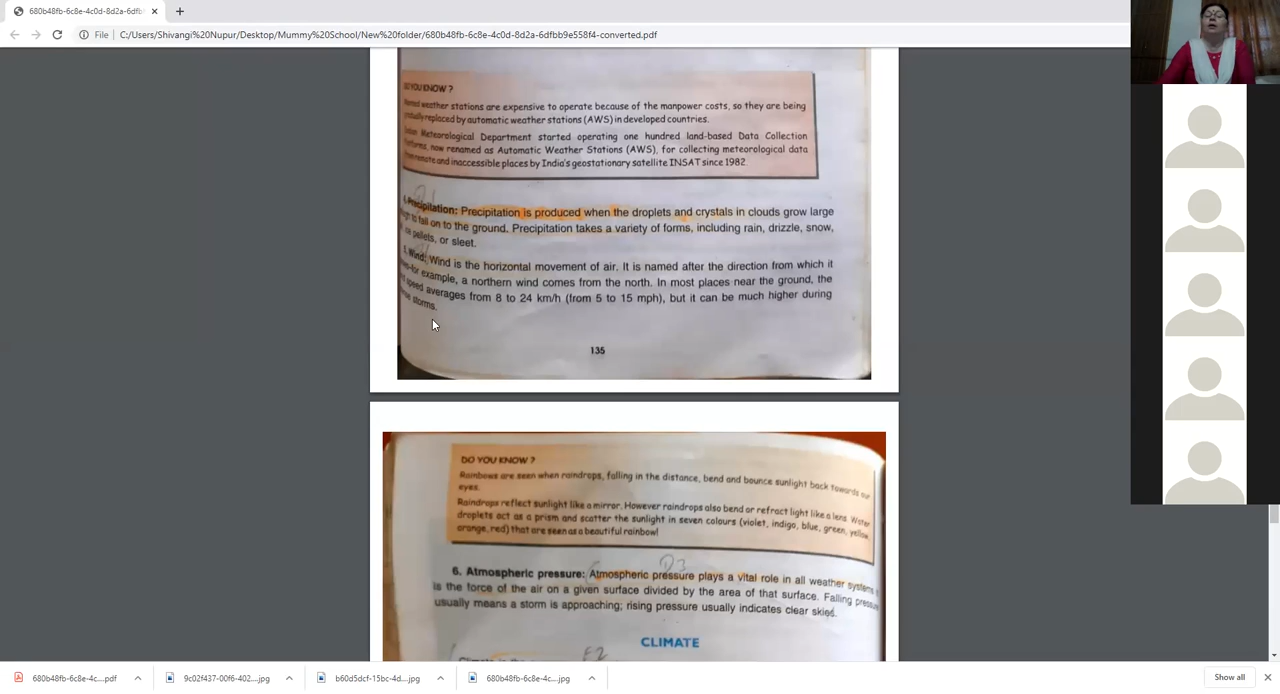 680b48fb-6c8e-4c0d-8d2a-6dfb
File
C:/Users/Shivangi%20Nupur/Desktop/Mummy%20School/New%20folder/680b48fb-6c8e-4c0d-8d2a-6dfbb9e558f4-converted.pdf
DO YOU KNOW ?
weather stations are expensive to operate because of the manpower costs, so they are being
replaced by automatic weather stations (AWS) in developed countries.
Meteorological Department started operating one hundred land-based Data Collection
now renamed as Automatic Weather Stations (AWS), for collecting meteorological data
remote and inaccessible places by India's geostationary satellite INSAT since 1982
Precipitation: Precipitation is produced when the droplets and crystals in clouds grow large
to fall on to the ground. Precipitation takes a variety of forms, including rain, drizzle, snow,
pellets, or sleet.
5. Wind: Wind is the horizontal movement of air. It is named after the direction from which it
example, a northern wind comes from the north. In most places near the ground, the
speed averages from 8 to 24 km/h (from 5 to 15 mph), but it can be much higher during
storms.
135
DO YOU KNOW ?
Rainbows are seen when raindrops, falling in the distance, bend and bounce sunlight back towards our
eyes.
Raindrops reflect sunlight like a mirror. However raindrops also bend or refract light like a lens. Water
droplets act as a prism and scatter the sunlight in seven colours (violet, indigo, blue, green, yellow,
orange, red) that are seen as a beautiful rainbow!
D3
6. Atmospheric pressure: Atmospheric pressure plays a vital role in all weather systems
is the force of the air on a given surface divided by the area of that surface. Falling pressure
usually means a storm is approaching; rising pressure usually indicates clear skies.
CLIMATE
680b48fb-6c8e-4c....pdf
9c02f437-00f6-402....jpg
b60d5dcf-15bc-4d....jpg
680b48fb-6c8e-4c....jpg
Show all